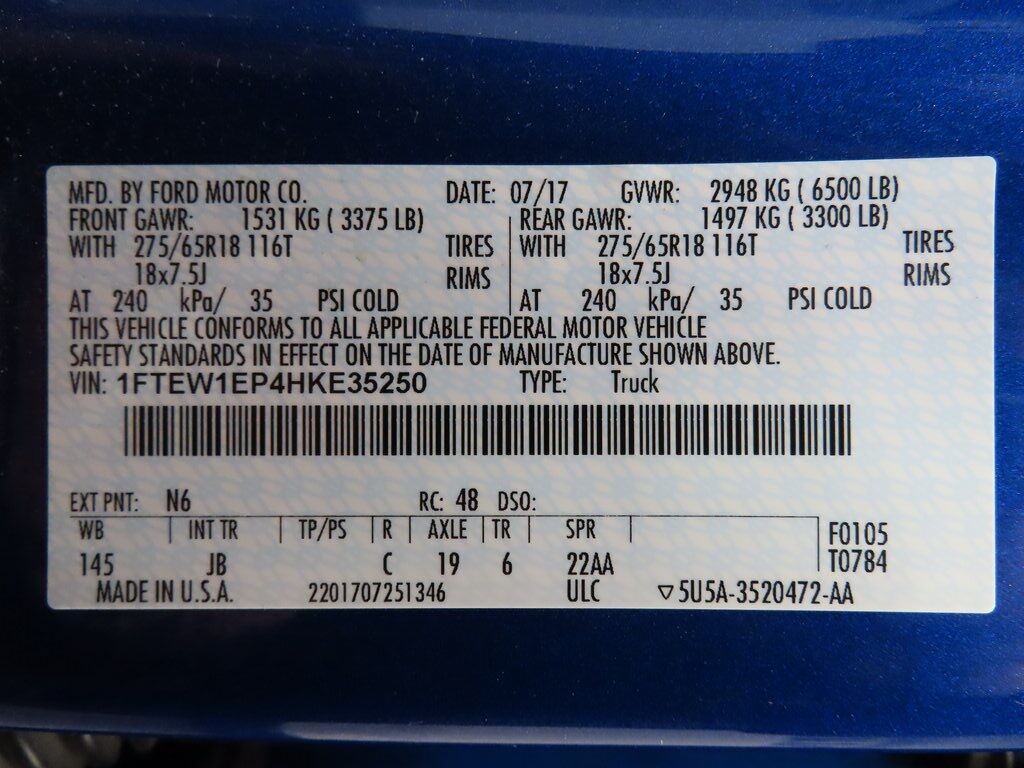 MFD. BY FORD MOTOR CO. DATE: 07/17 GVWR: 2948 KG ( 6500 LB)
FRONT GAWR: 1531 KG ( 3375 LB) REAR GAWR: 1497 KG ( 3300 LB)
WITH 275/65R18 116T TIRES WITH 275/65R18 116T TIRES
18x7.5J RIMS 18x7.5J RIMS
AT 240 kPa/ 35 PSI COLD AT 240 kPa/ 35 PSI COLD
THIS VEHICLE CONFORMS TO ALL APPLICABLE FEDERAL MOTOR VEHICLE
SAFETY STANDARDS IN EFFECT ON THE DATE OF MANUFACTURE SHOWN ABOVE.
VIN: 1FTEW1EP4HKE35250 TYPE: Truck
EXT PNT: N6 RC: 48 DSO:
WB INT TR TP/PS R AXLE TR SPR F0105
145 JB C 19 6 22AA T0784
MADE IN U.S.A. 2201707251346 ULC ▽5U5A-3520472-AA